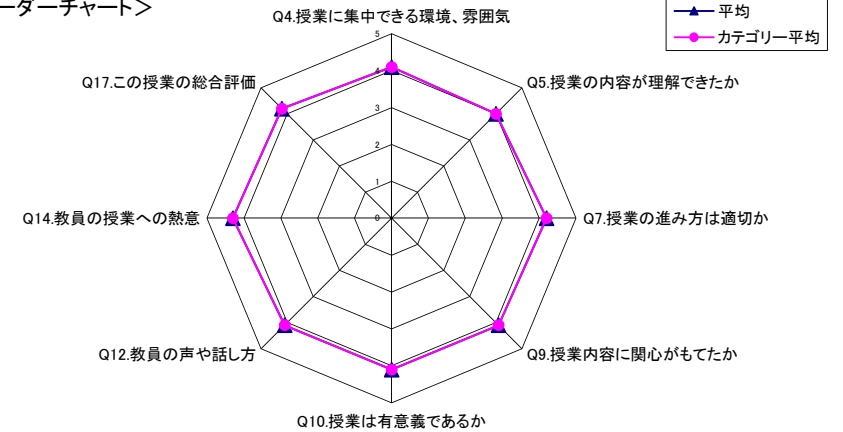 ーダーチャート＞
平均
カテゴリー平均
Q4.授業に集中できる環境、雰囲気
Q17.この授業の総合評価
Q5.授業の内容が理解できたか
Q14.教員の授業への熱意
Q7.授業の進み方は適切か
Q12.教員の声や話し方
Q9.授業内容に関心がもてたか
Q10.授業は有意義であるか
5
4
3
2
1
0